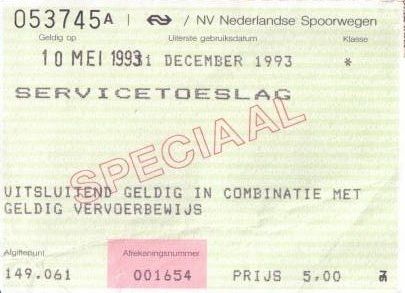 053745A / NV Nederlandse Spoorwegen
Geldig op Uiterste gebruiksdatum Klasse
10 MEI 1993 31 DECEMBER 1993 *
SERVICETOESLAG
SPECIAAL
UITSLUITEND GELDIG IN COMBINATIE MET
GELDIG VERVOERBEWIJS
Afgiftepunt Afrekeningsnummer
149.061 001654 PRIJS 5,00